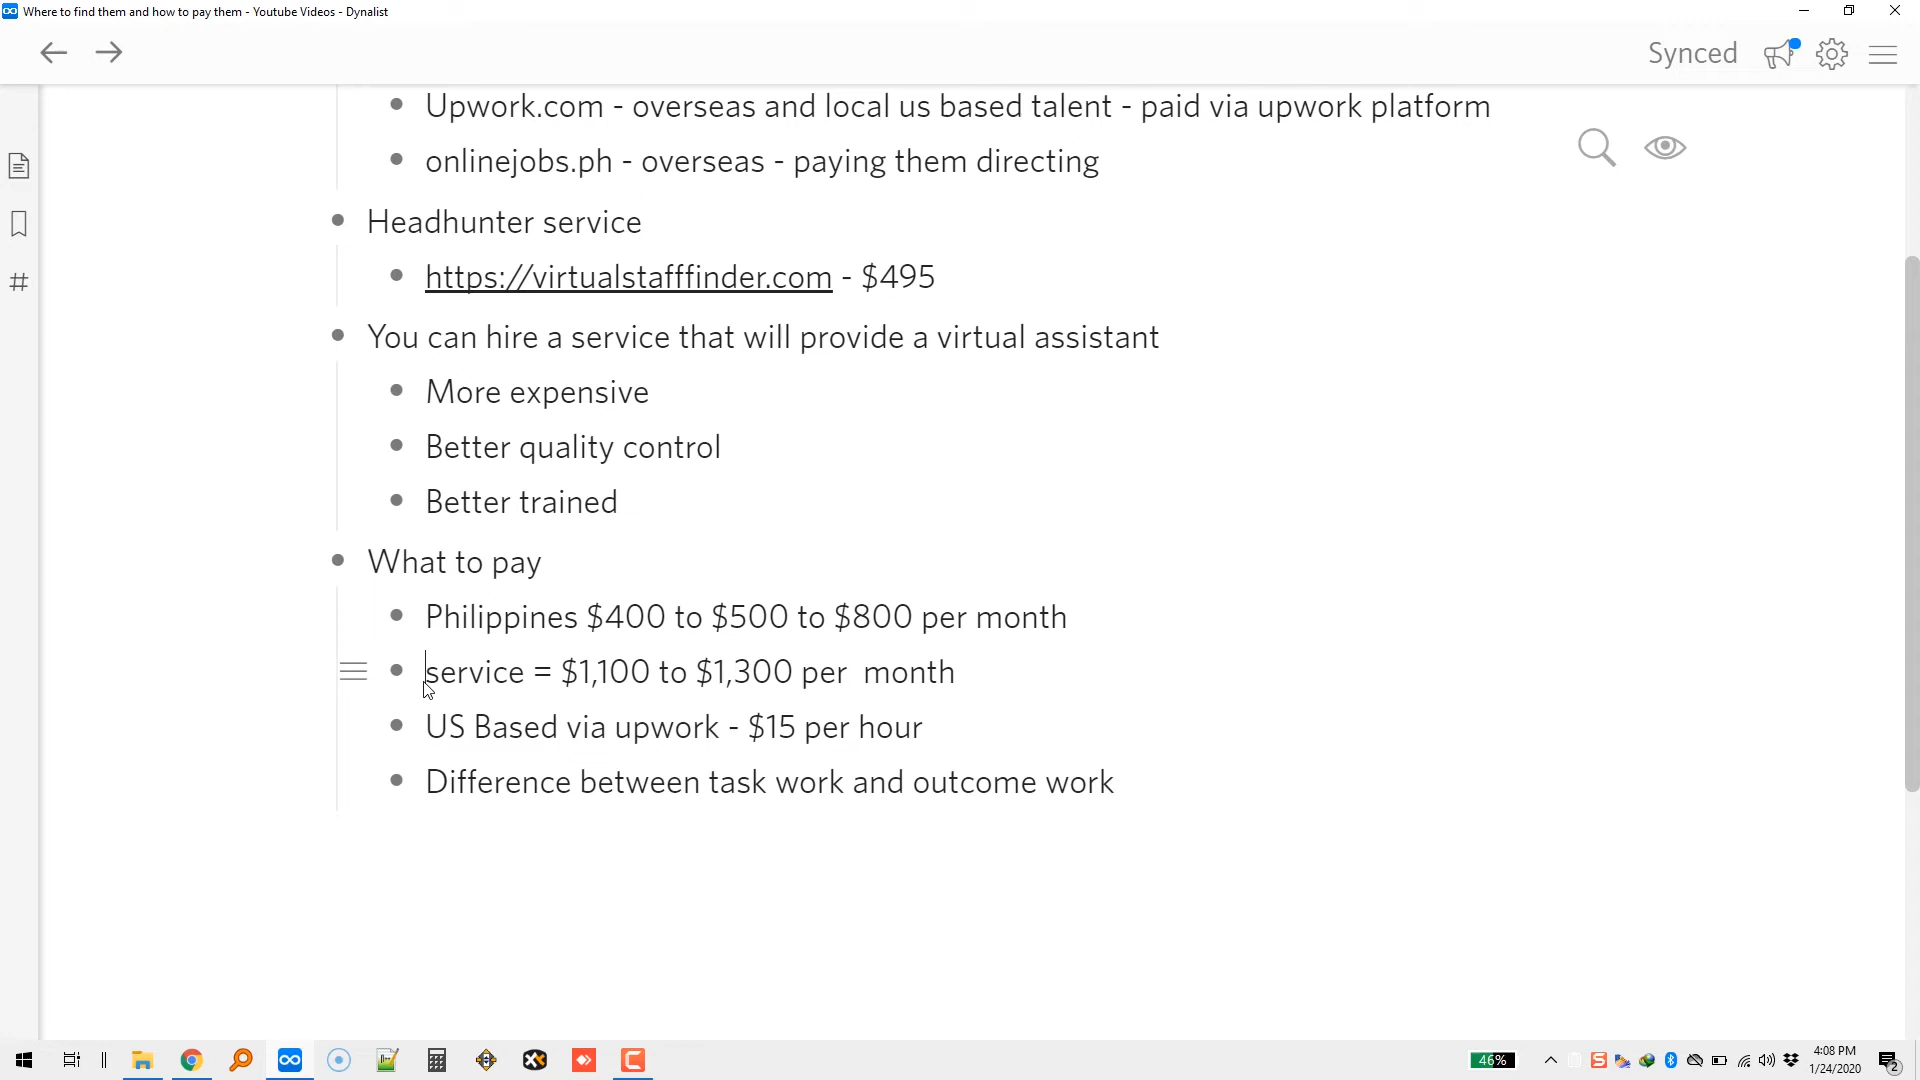 Where to find them and how to pay them - Youtube Videos - Dynalist
Synced
Upwork.com - overseas and local us based talent - paid via upwork platform
onlinejobs.ph - overseas - paying them directing
Headhunter service
https://virtualstafffinder.com - $495
You can hire a service that will provide a virtual assistant
More expensive
Better quality control
Better trained
What to pay
Philippines $400 to $500 to $800 per month
service = $1,100 to $1,300 per  month
US Based via upwork - $15 per hour
Difference between task work and outcome work
46%
4:08 PM
1/24/2020
2